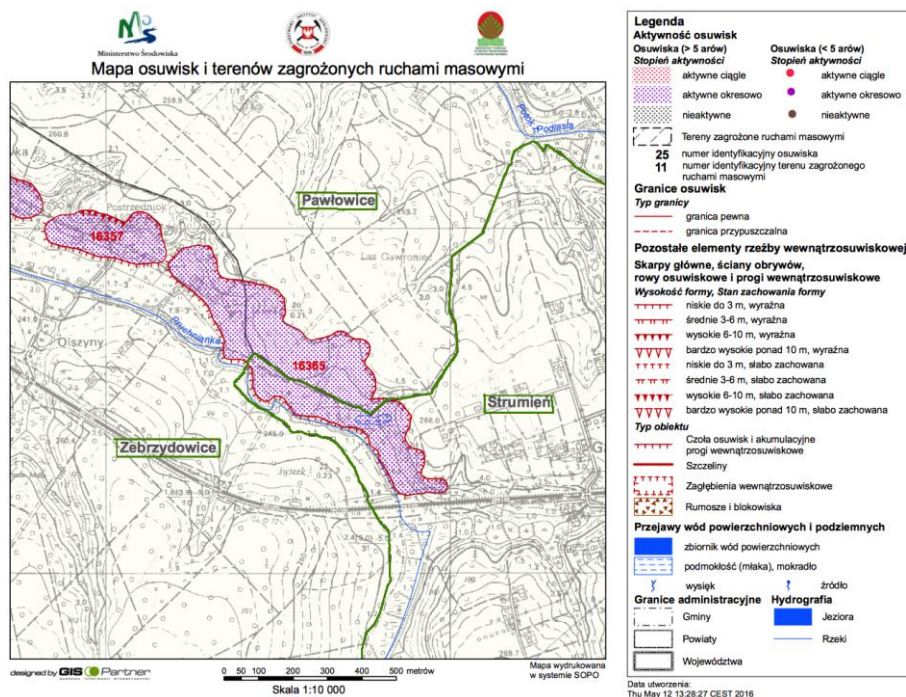 Ministerstwo Środowiska
Mapa osuwisk i terenów zagrożonych ruchami masowymi
Potok
Podlesia
Pawłowice
Postrzedniok
16357
Las Gawroniec
Pielchnianka
Olszyny
16365
Strumień
Zebrzydowice
designed by GIS Partner
0 50 100 200 300 400 500 metrów
Skala 1:10 000
Mapa wydrukowana
w systemie SOPO
Legenda
Aktywność osuwisk
Osuwiska (> 5 arów) Osuwiska (< 5 arów)
Stopień aktywności Stopień aktywności
aktywne ciągle aktywne ciągle
aktywne okresowo aktywne okresowo
nieaktywne nieaktywne
Tereny zagrożone ruchami masowymi
25 numer identyfikacyjny osuwiska
11 numer identyfikacyjny terenu zagrożonego
ruchami masowymi
Granice osuwisk
Typ granicy
granica pewna
granica przypuszczalna
Pozostałe elementy rzeźby wewnątrzosuwiskowej
Skarpy główne, ściany obrywów,
rowy osuwiskowe i progi wewnątrzosuwiskowe
Wysokość formy, Stan zachowania formy
niskie do 3 m, wyraźna
średnie 3-6 m, wyraźna
wysokie 6-10 m, wyraźna
bardzo wysokie ponad 10 m, wyraźna
niskie do 3 m, słabo zachowana
średnie 3-6 m, słabo zachowana
wysokie 6-10 m, słabo zachowana
bardzo wysokie ponad 10 m, słabo zachowana
Typ obiektu
Czoła osuwisk i akumulacyjne
progi wewnątrzosuwiskowe
Szczeliny
Zagłębienia wewnątrzosuwiskowe
Rumosze i blokowiska
Przejawy wód powierzchniowych i podziemnych
zbiornik wód powierzchniowych
podmokłość (młaka), mokradło
wysięk źródło
Granice administracyjne Hydrografia
Gminy Jeziora
Powiaty Rzeki
Województwa
Data utworzenia:
Thu May 12 13:28:27 CEST 2016